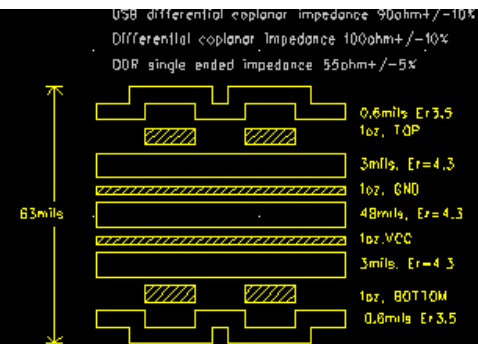 USB differential coplanar impedance 90ohm+/-10%
Differential coplanar impedance 100ohm+/-10%
DDR single ended impedance 55ohm+/-5%
0.6mils Er3.5
1oz, TOP
3mils, Er=4.3
1oz, GND
63mils
48mils, Er=4.3
1oz.VCC
3mils. Er=4.3
1oz, BOTTOM
0.6mils Er3.5